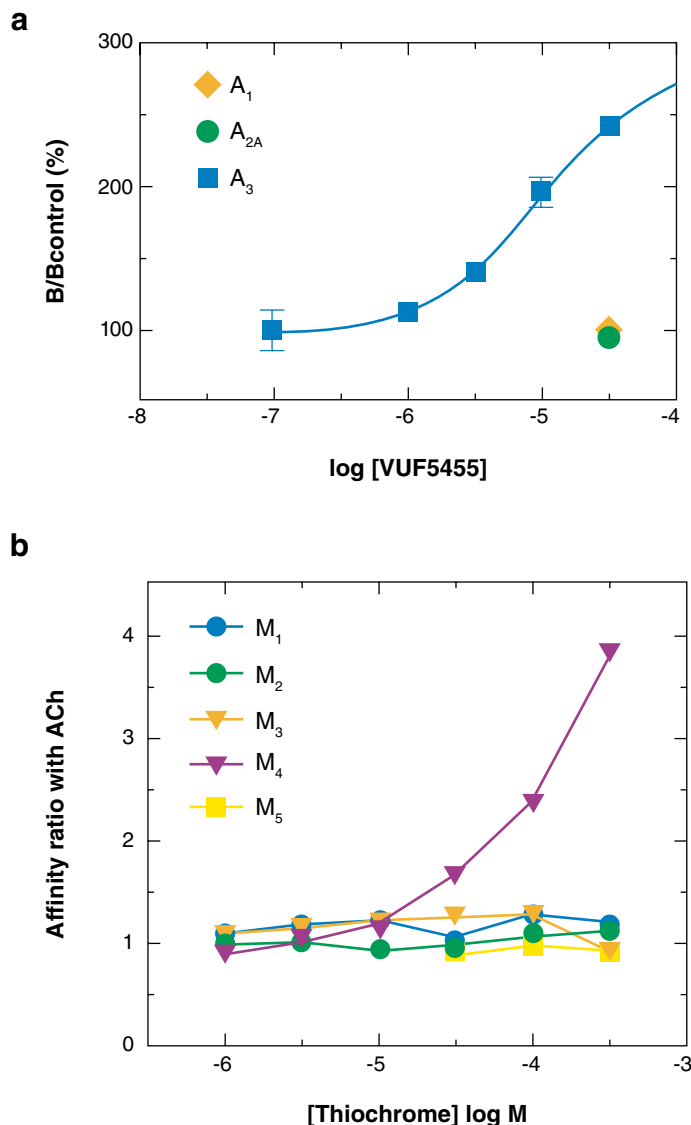 a
300
200
100
B/Bcontrol (%)
A₁
A₂A
A₃
-8
-7
-6
-5
-4
log [VUF5455]
b
4
3
2
1
0
Affinity ratio with ACh
M₁
M₂
M₃
M₄
M₅
-6
-5
-4
-3
[Thiochrome] log M